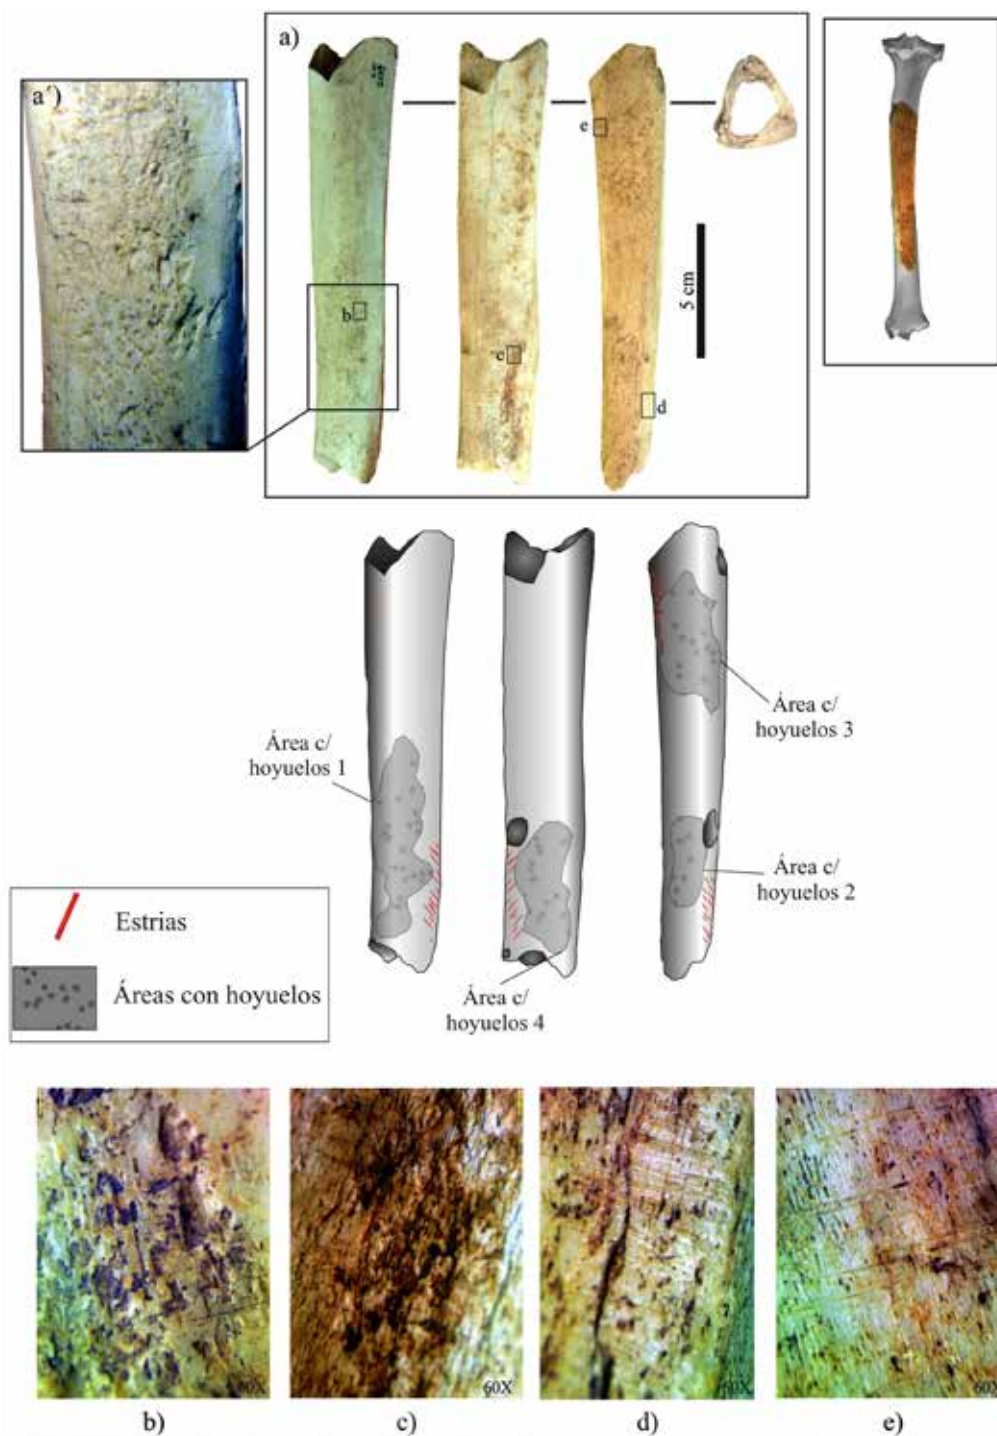 a´)
a)
e
b
c
d
5 cm
Área c/
hoyuelos 1
Área c/
hoyuelos 3
Área c/
hoyuelos 2
Área c/
hoyuelos 4
Estrias
Áreas con hoyuelos
60X
60X
60X
60X
b)
c)
d)
e)